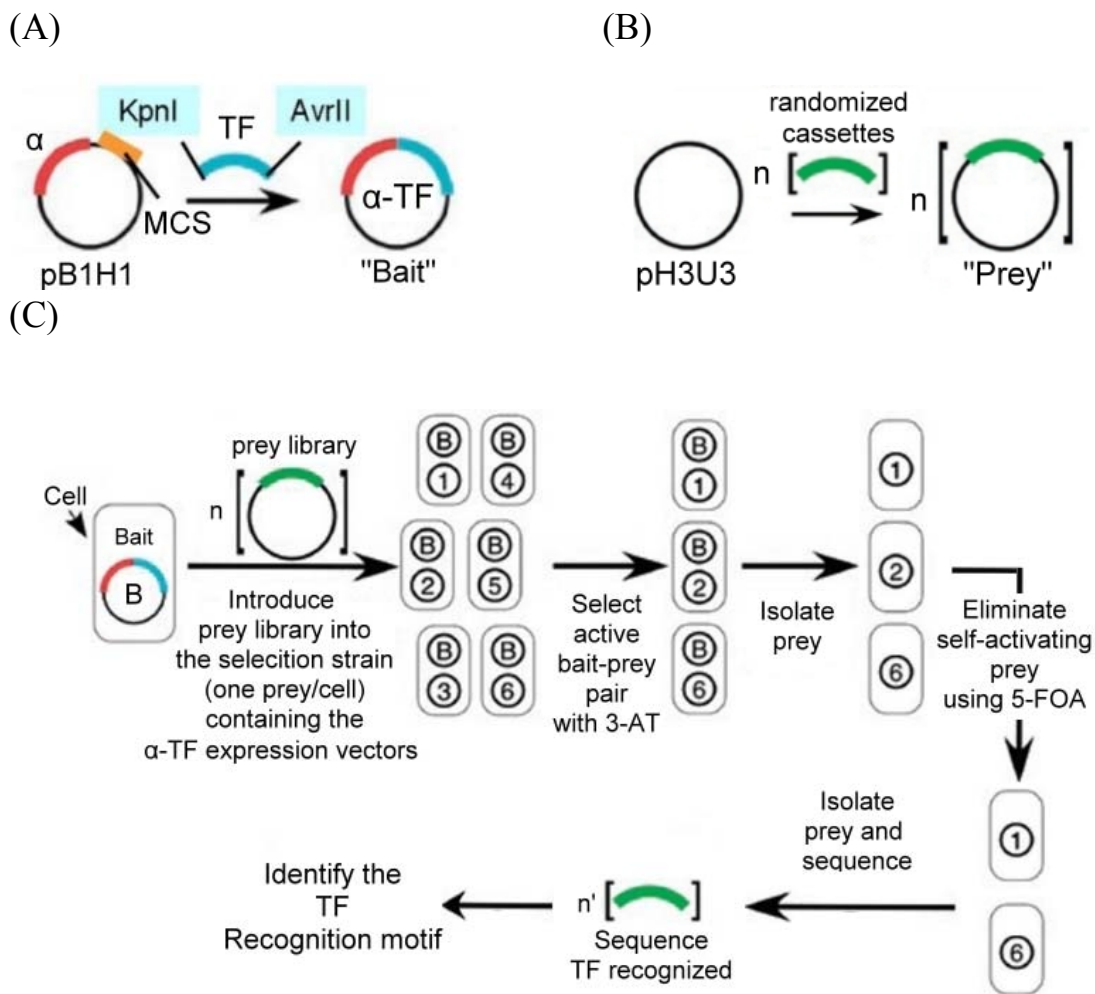 (A)
KpnI
TF
AvrII
α
MCS
α-TF
pB1H1
"Bait"
(B)
randomized
cassettes
n
n
pH3U3
"Prey"
(C)
prey library
n
Cell
Bait
B
Introduce
prey library into
the selection strain
(one prey/cell)
containing the
α-TF expression vectors
B
1
B
4
B
2
B
5
B
3
B
6
Select
active
bait-prey
pair
with 3-AT
B
1
B
2
B
6
Isolate
prey
1
2
6
Eliminate
self-activating
prey
using 5-FOA
1
6
Isolate
prey and
sequence
n'
Sequence
TF recognized
Identify the
TF
Recognition motif